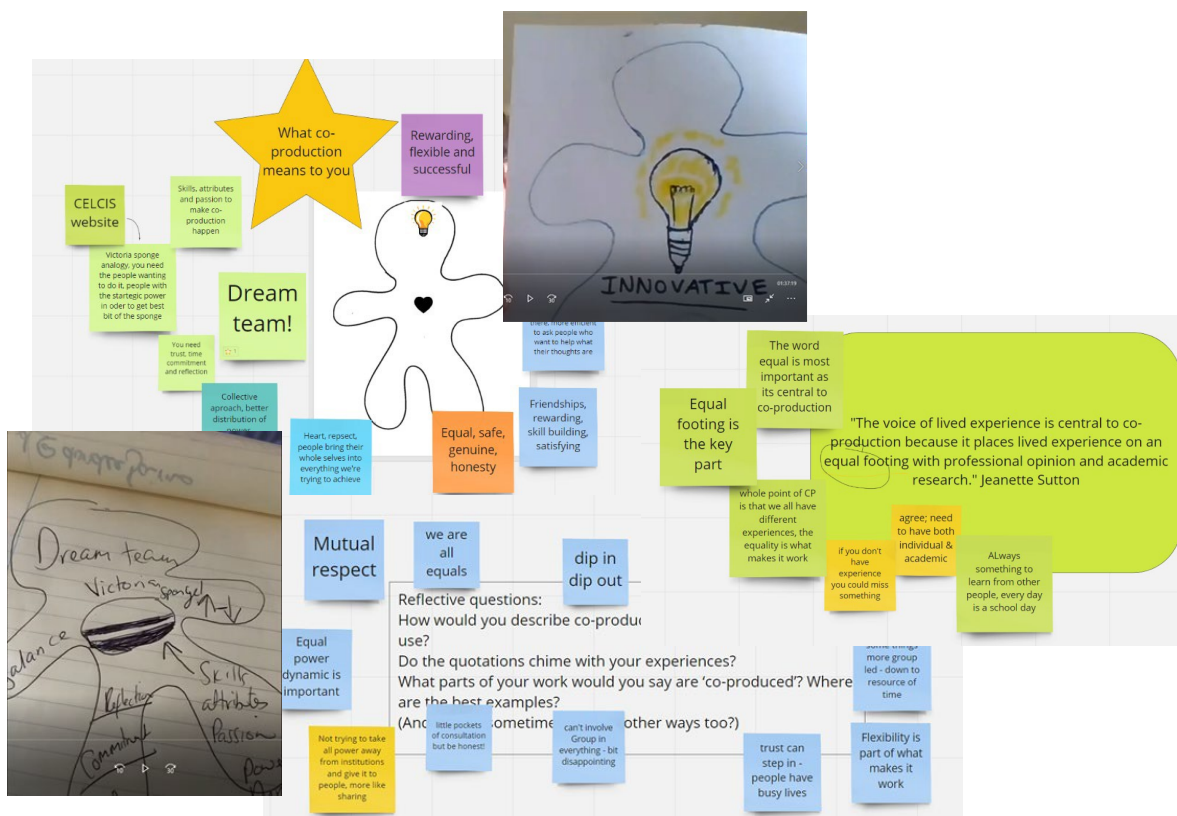 What co-
production
means to you
Rewarding,
flexible and
successful
CELCIS
website
Skills, attributes
and passion to
make co-
production
happen
Victoria sponge
analogy, you need
the people wanting
to do it, people with
the startegic power
in oder to get best
bit of the sponge
Dream
team!
You need
trust, time
commitment
and reflection
Collective
aproach, better
distribution of
Heart, repsect,
people bring their
whole selves into
everything we're
trying to achieve
Equal, safe,
genuine,
honesty
there, more efficient
to ask people who
want to help what
their thoughts are
Friendships,
rewarding,
skill building,
satisfying
INNOVATIVE
01:37:19
The word
equal is most
important as
its central to
co-production
Equal
footing is
the key
part
"The voice of lived experience is central to co-
production because it places lived experience on an
equal footing with professional opinion and academic
research." Jeanette Sutton
whole point of CP
is that we all have
different
experiences, the
equality is what
makes it work
if you don't
have
experience
you could miss
something
agree; need
to have both
individual &
academic
ALways
something to
learn from other
people, every day
is a school day
Dream team
Victoria
Sponge
balance
Reflection
Commitment
Skills
attributes
Passion
Mutual
respect
we are
all
equals
dip in
dip out
Reflective questions:
How would you describe co-produ
use?
Do the quotations chime with your experiences?
What parts of your work would you say are 'co-produced'? Where
are the best examples?
(And sometime other ways too?)
Equal
power
dynamic is
important
Not trying to take
all power away
from institutions
and give it to
people, more like
sharing
little pockets
of consultation
but be honest!
can't involve
Group in
everything - bit
disappointing
trust can
step in -
people have
busy lives
some things
more group
led - down to
resource of
time
Flexibility is
part of what
makes it
work